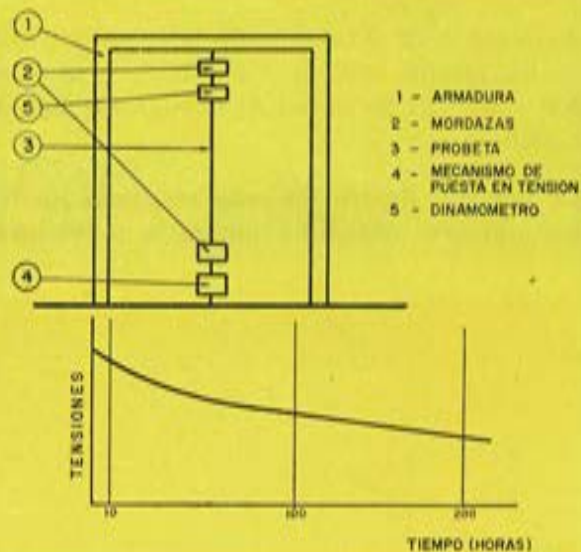 1
2
5
3
4
1 - ARMADURA
2 - MORDAZAS
3 - PROBETA
4 - MECANISMO DE
PUESTA EN TENSION
5 - DINAMOMETRO
TENSIONES
10
100
200
TIEMPO (HORAS)